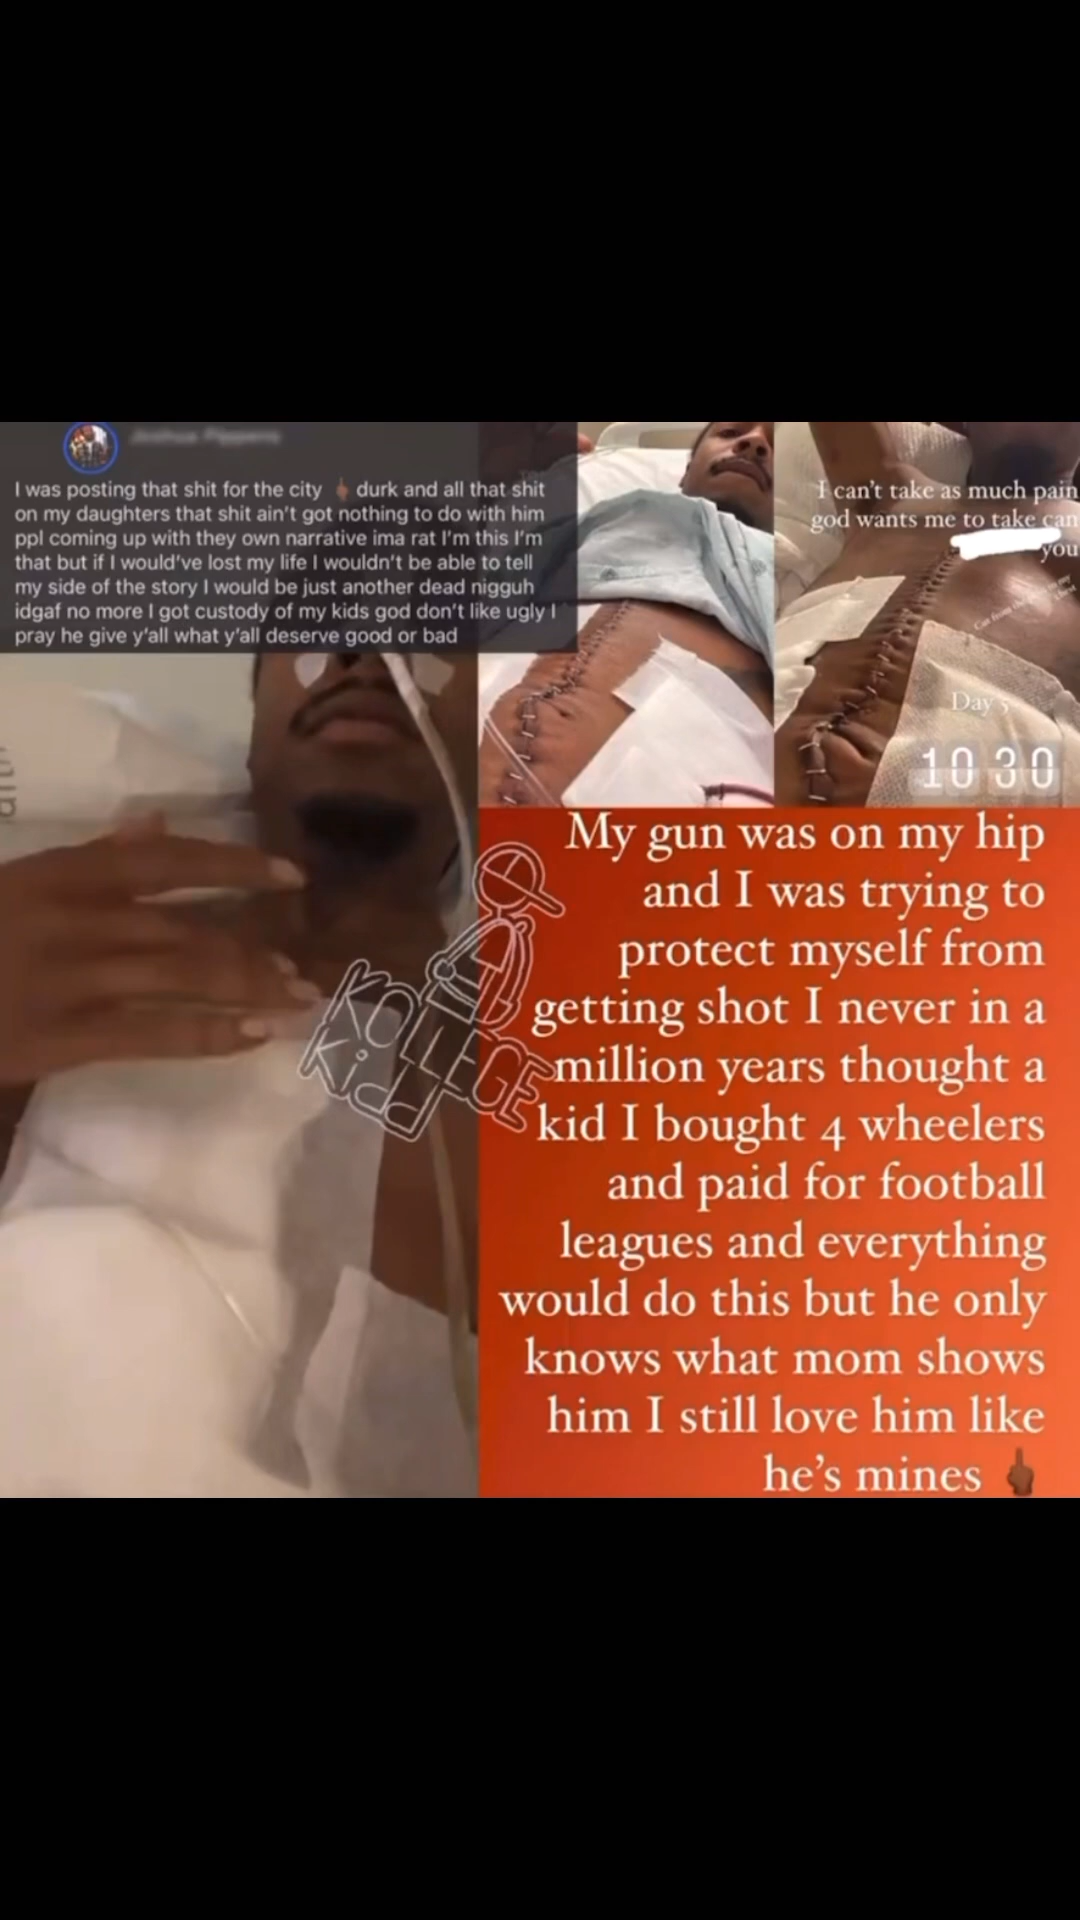 I was posting that shit for the city 🖕🏾 durk and all that shit
on my daughters that shit ain't got nothing to do with him
ppl coming up with they own narrative ima rat I'm this I'm
that but if I would've lost my life I wouldn't be able to tell
my side of the story I would be just another dead nigguh
idgaf no more I got custody of my kids god don't like ugly I
pray he give y'all what y'all deserve good or bad
I can't take as much pain
god wants me to take can
you
Day 5
10 30
My gun was on my hip
and I was trying to
protect myself from
getting shot I never in a
million years thought a
kid I bought 4 wheelers
and paid for football
leagues and everything
would do this but he only
knows what mom shows
him I still love him like
he's mines 🖕🏾
KOLLEGE
Kidd